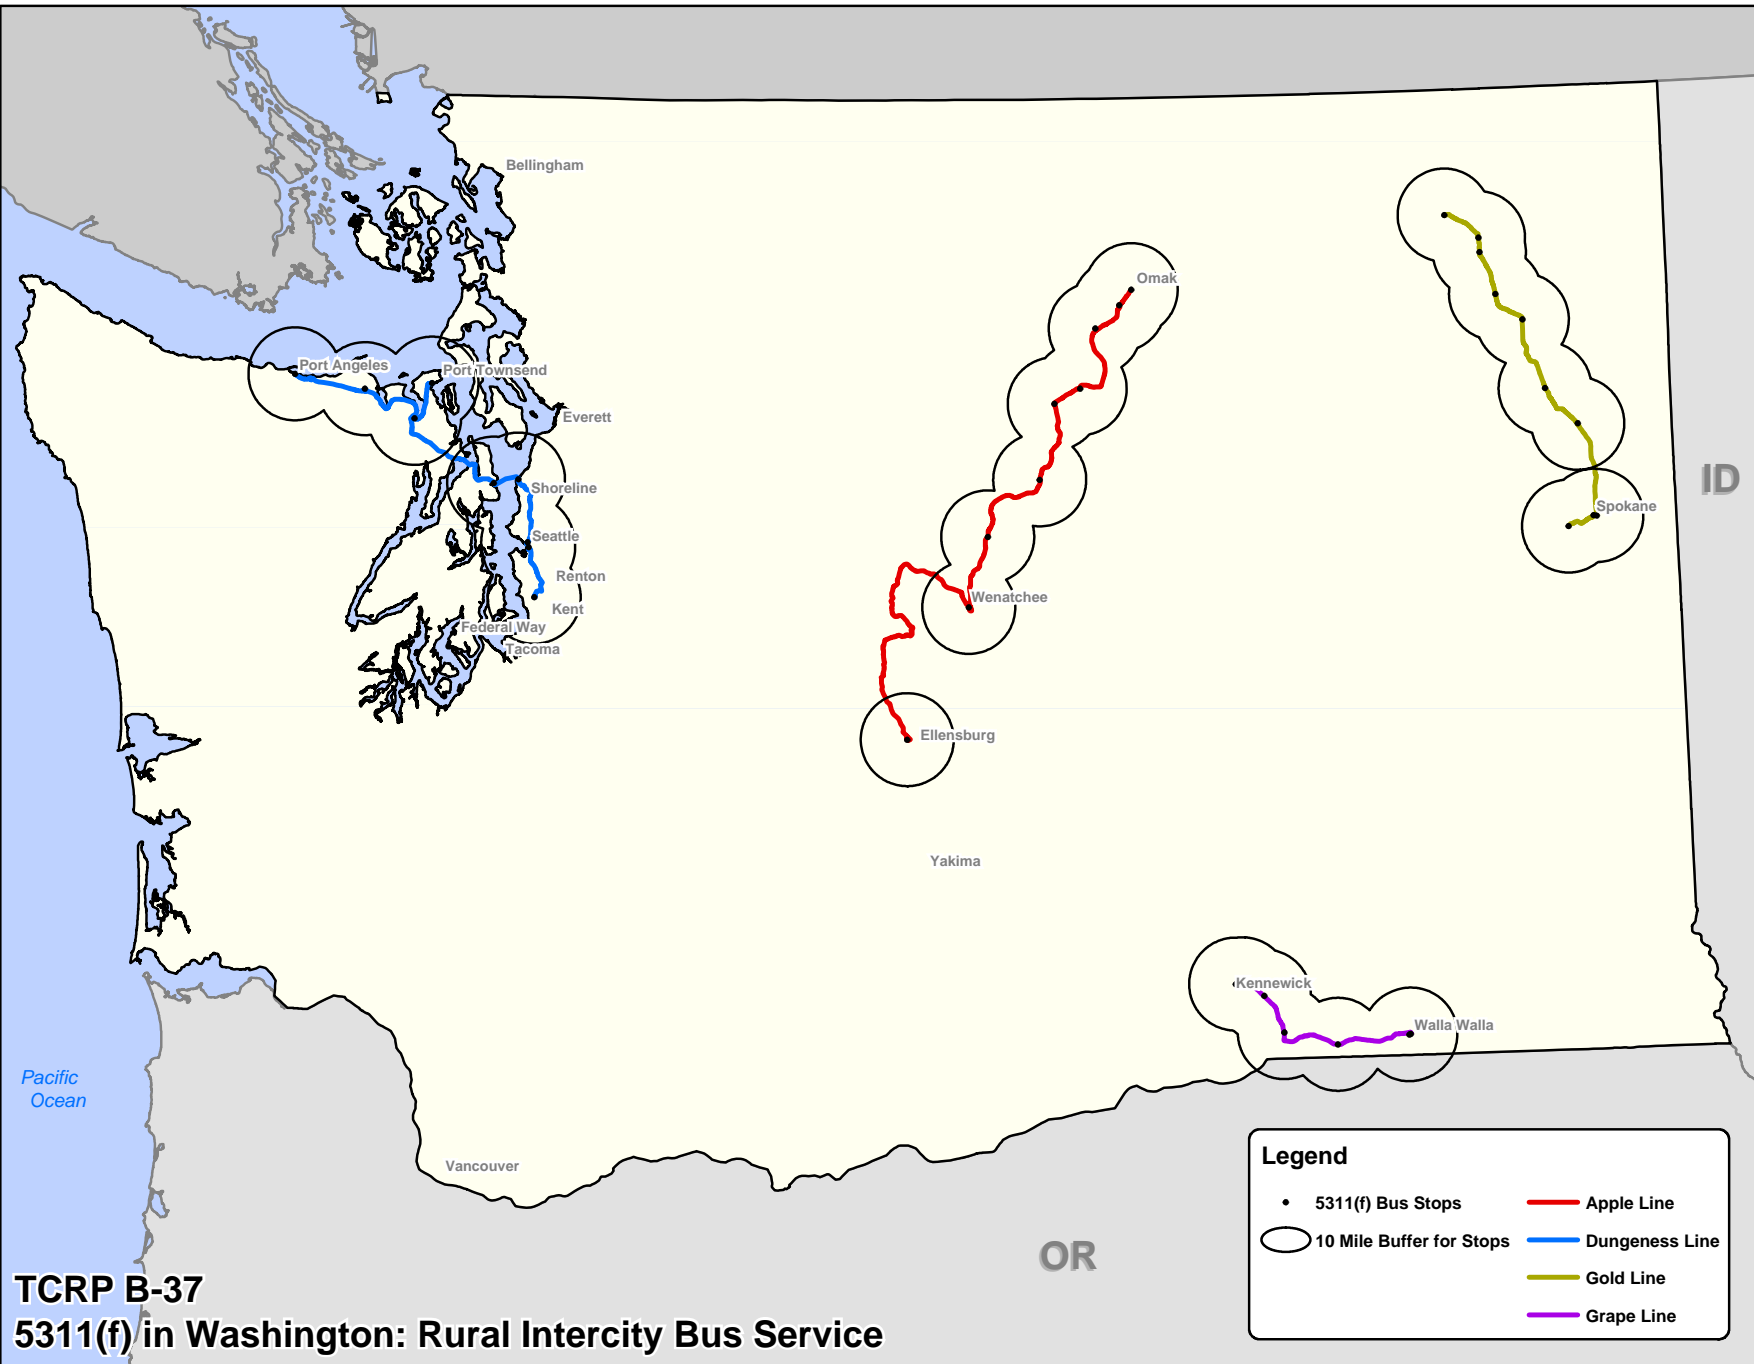 Bellingham
Omak
Port Angeles
Port Townsend
Everett
Shoreline
ID
Spokane
Seattle
Renton
Wenatchee
Kent
Federal Way
Tacoma
Ellensburg
Yakima
Kennewick
Walla Walla
Pacific
Ocean
Vancouver
OR
Legend
5311(f) Bus Stops
10 Mile Buffer for Stops
Apple Line
Dungeness Line
Gold Line
Grape Line
TCRP B-37
5311(f) in Washington: Rural Intercity Bus Service